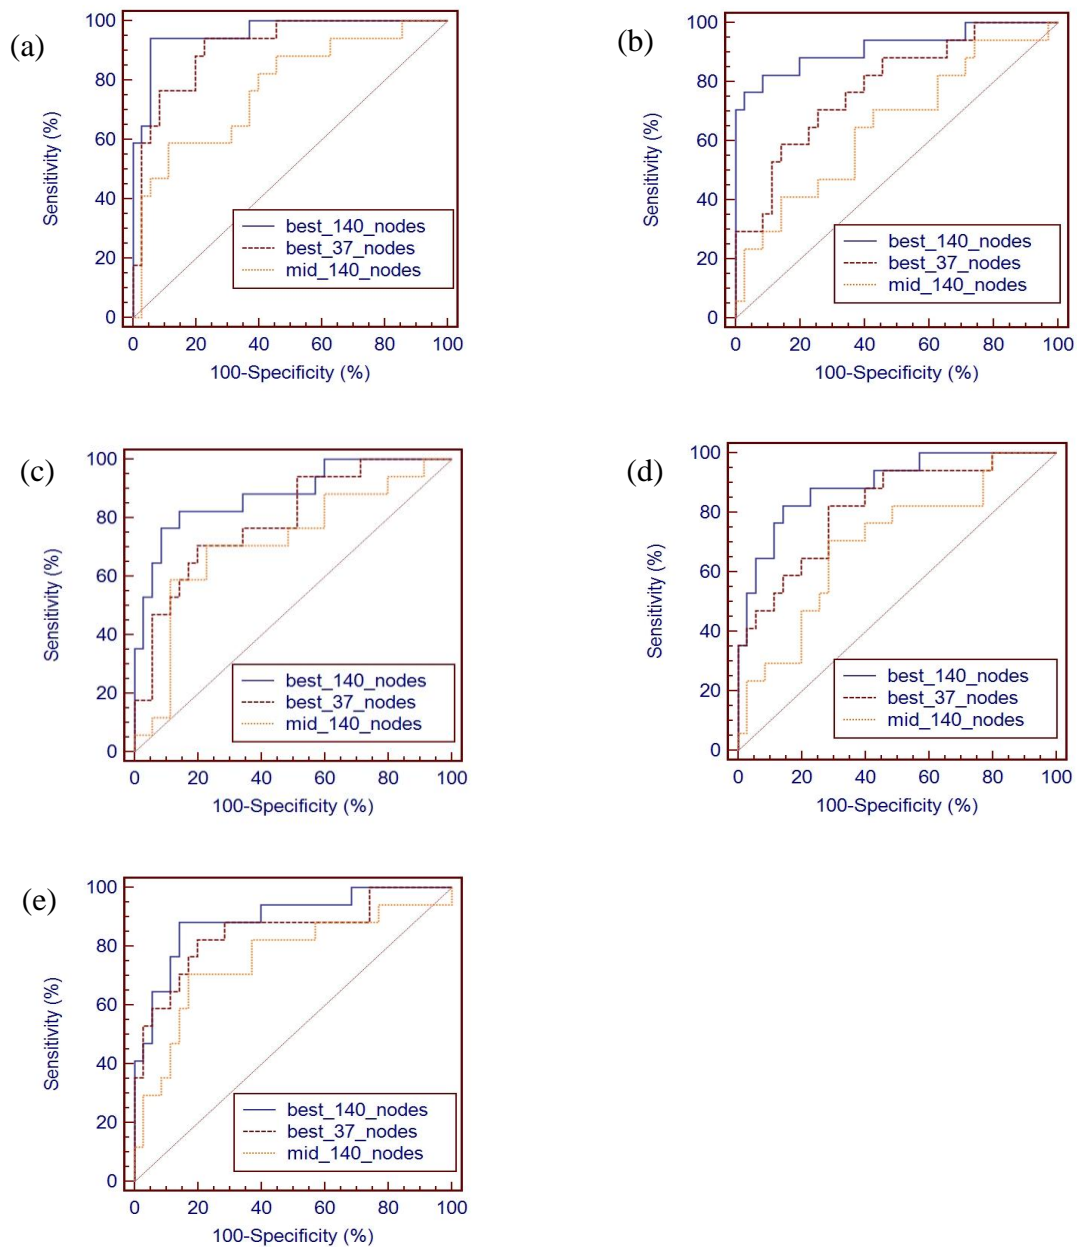 (a)
100
80
60
40
20
0
Sensitivity (%)
best_140_nodes
best_37_nodes
mid_140_nodes
0 20 40 60 80 100
100-Specificity (%)
(b)
100
80
60
40
20
0
Sensitivity (%)
best_140_nodes
best_37_nodes
mid_140_nodes
0 20 40 60 80 100
100-Specificity (%)
(c)
100
80
60
40
20
0
Sensitivity (%)
best_140_nodes
best_37_nodes
mid_140_nodes
0 20 40 60 80 100
100-Specificity (%)
(d)
100
80
60
40
20
0
Sensitivity (%)
best_140_nodes
best_37_nodes
mid_140_nodes
0 20 40 60 80 100
100-Specificity (%)
(e)
100
80
60
40
20
0
Sensitivity (%)
best_140_nodes
best_37_nodes
mid_140_nodes
0 20 40 60 80 100
100-Specificity (%)